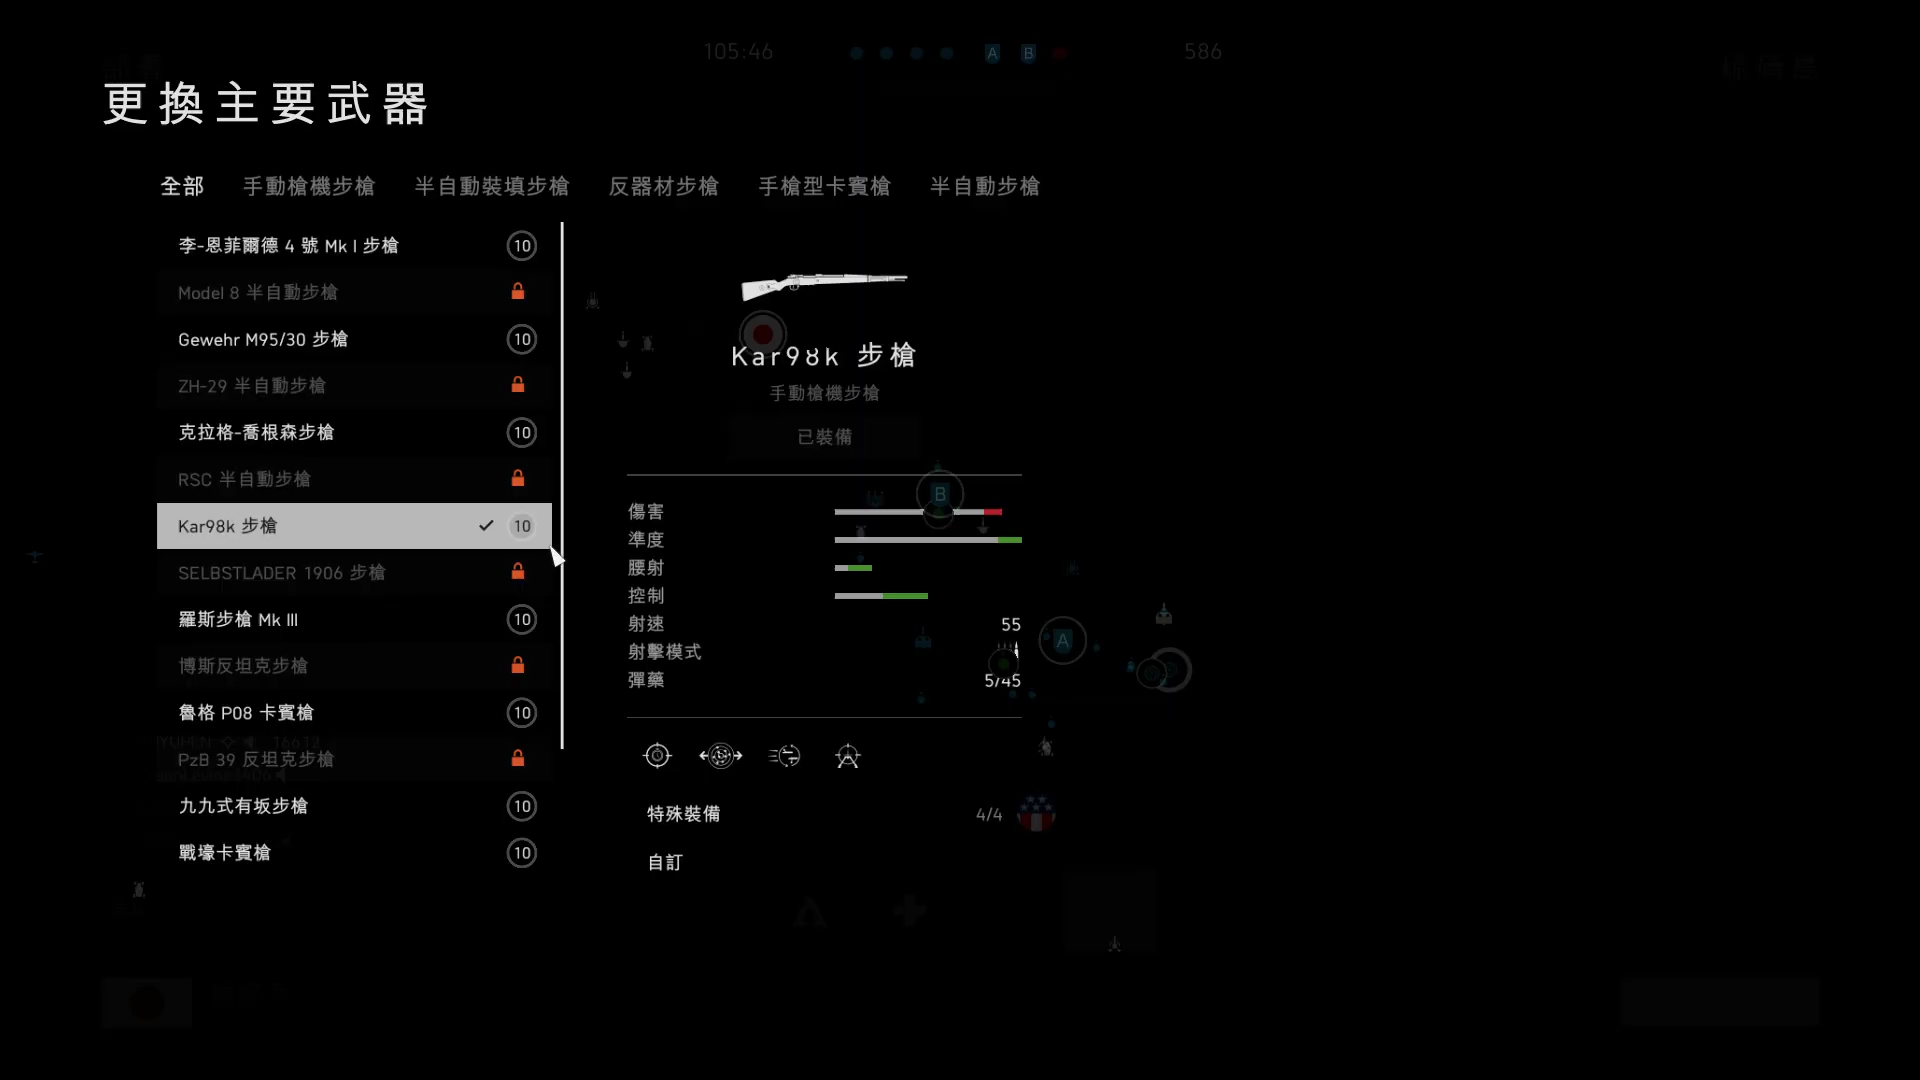 105:46 A B 586
更換主要武器
全部 手動槍機步槍 半自動裝填步槍 反器材步槍 手槍型卡賓槍 半自動步槍
李-恩菲爾德 4 號 Mk I 步槍 10
Model 8 半自動步槍
Gewehr M95/30 步槍 10
ZH-29 半自動步槍
克拉格-喬根森步槍 10
RSC 半自動步槍
Kar98k 步槍 10
SELBSTLADER 1906 步槍
羅斯步槍 Mk III 10
博斯反坦克步槍
魯格 P08 卡賓槍 10
PzB 39 反坦克步槍
九九式有坂步槍 10
戰壕卡賓槍 10
Kar98k 步槍
手動槍機步槍
已裝備
B
傷害
準度
腰射
控制
射速 55
射擊模式
彈藥 5/45
A
特殊裝備 4/4
自訂